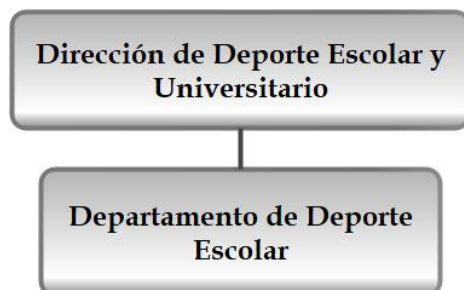 Dirección de Deporte Escolar y
Universitario
Departamento de Deporte
Escolar